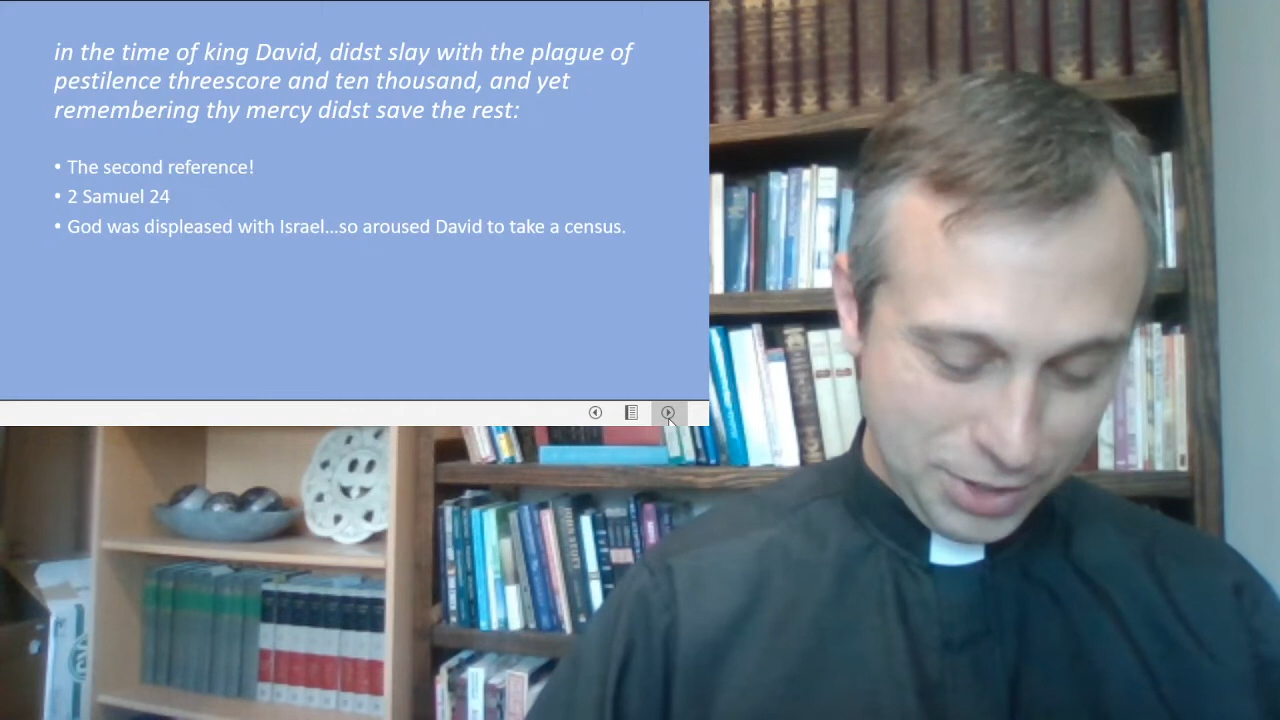 in the time of king David, didst slay with the plague of
pestilence threescore and ten thousand, and yet
remembering thy mercy didst save the rest:
• The second reference!
• 2 Samuel 24
• God was displeased with Israel...so aroused David to take a census.